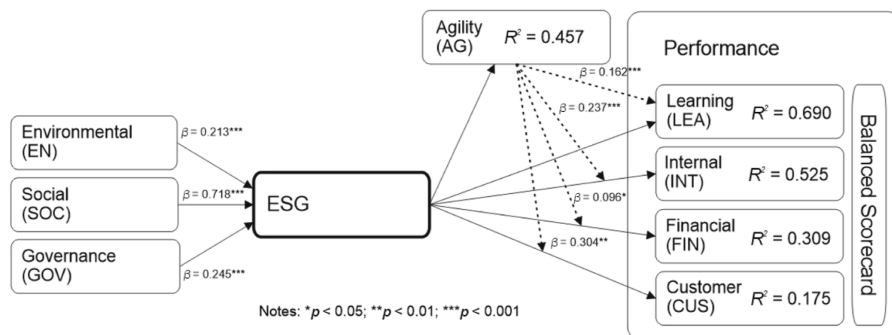 Agility
(AG)
R² = 0.457
Performance
β = 0.162***
β = 0.237***
Learning
(LEA)
R² = 0.690
Environmental
(EN)
β = 0.213***
Internal
(INT)
R² = 0.525
Social
(SOC)
β = 0.718***
ESG
β = 0.096*
Financial
(FIN)
R² = 0.309
Governance
(GOV)
β = 0.245***
β = 0.304**
Customer
(CUS)
R² = 0.175
Balanced Scorecard
Notes: *p < 0.05; **p < 0.01; ***p < 0.001